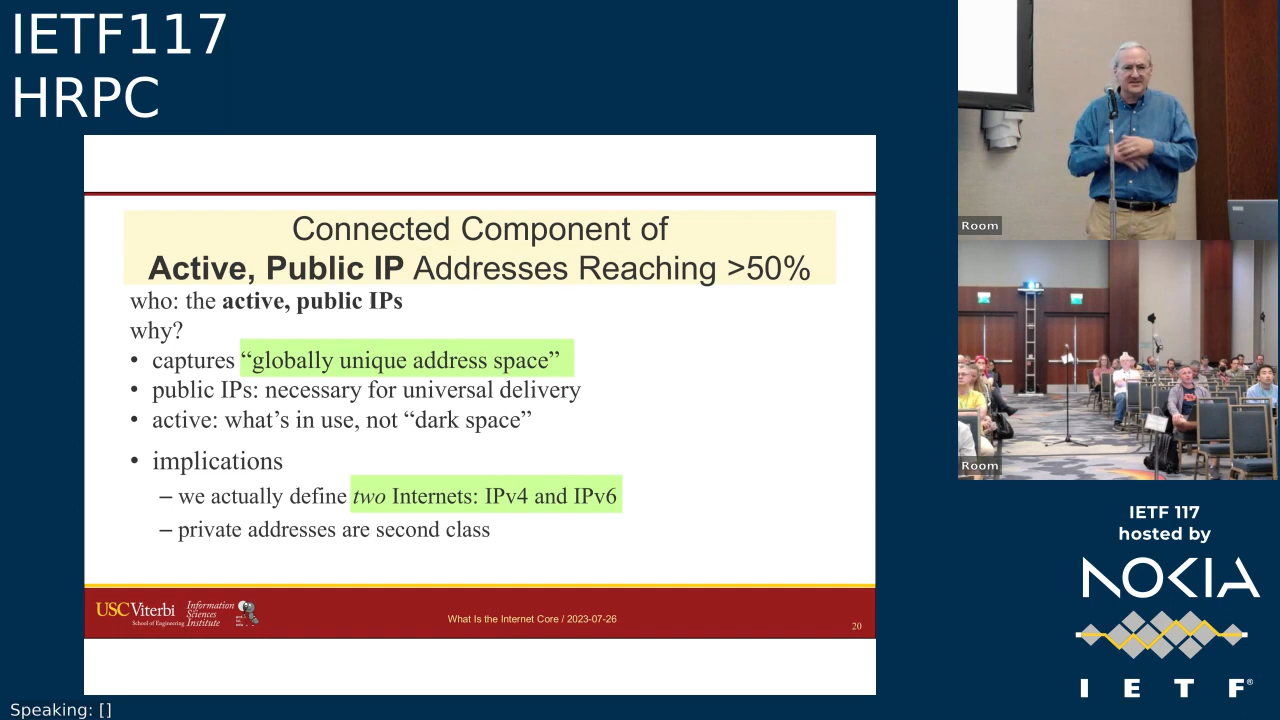 IETF117
HRPC
Connected Component of
Active, Public IP Addresses Reaching >50%
who: the active, public IPs
why?
• captures “globally unique address space”
• public IPs: necessary for universal delivery
• active: what’s in use, not “dark space”
• implications
– we actually define two Internets: IPv4 and IPv6
– private addresses are second class
USC Viterbi
School of Engineering
Information
Sciences
Institute
What Is the Internet Core / 2023-07-26
20
Room
Room
IETF 117
hosted by
NOKIA
IETF®
Speaking: []